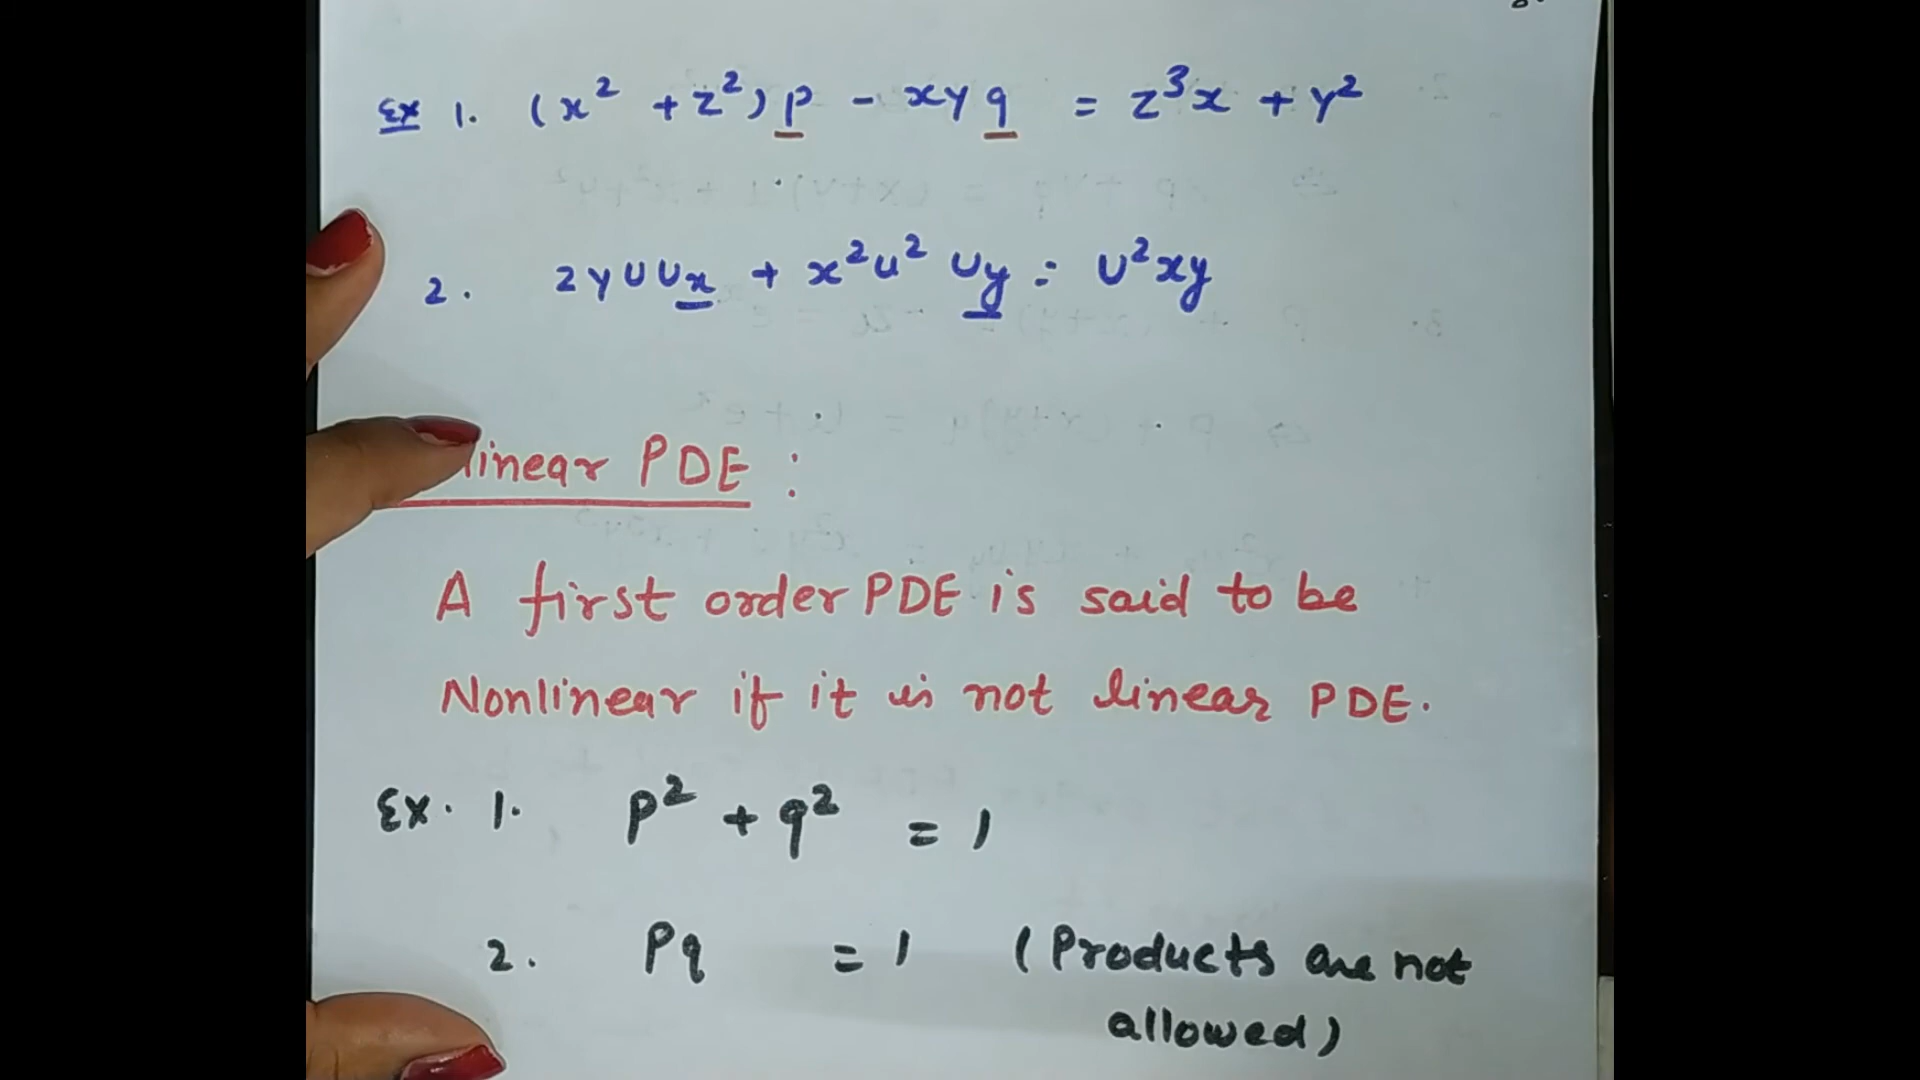 Ex 1. (x² + z²) p - xy q = z³x + y²
2. 2yuux + x²u² uy = u²xy
linear PDE :
A first order PDE is said to be
Nonlinear if it is not linear PDE.
Ex. 1. p² + q² = 1
2. pq = 1 (Products are not
allowed)